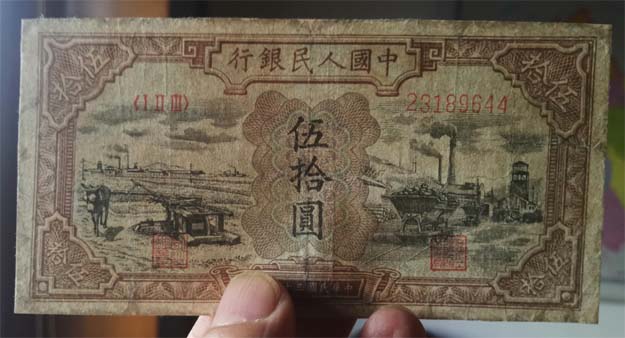 行銀民人國中
〈I II III〉
23189644
伍拾圓
拾伍
伍拾
拾伍
伍拾